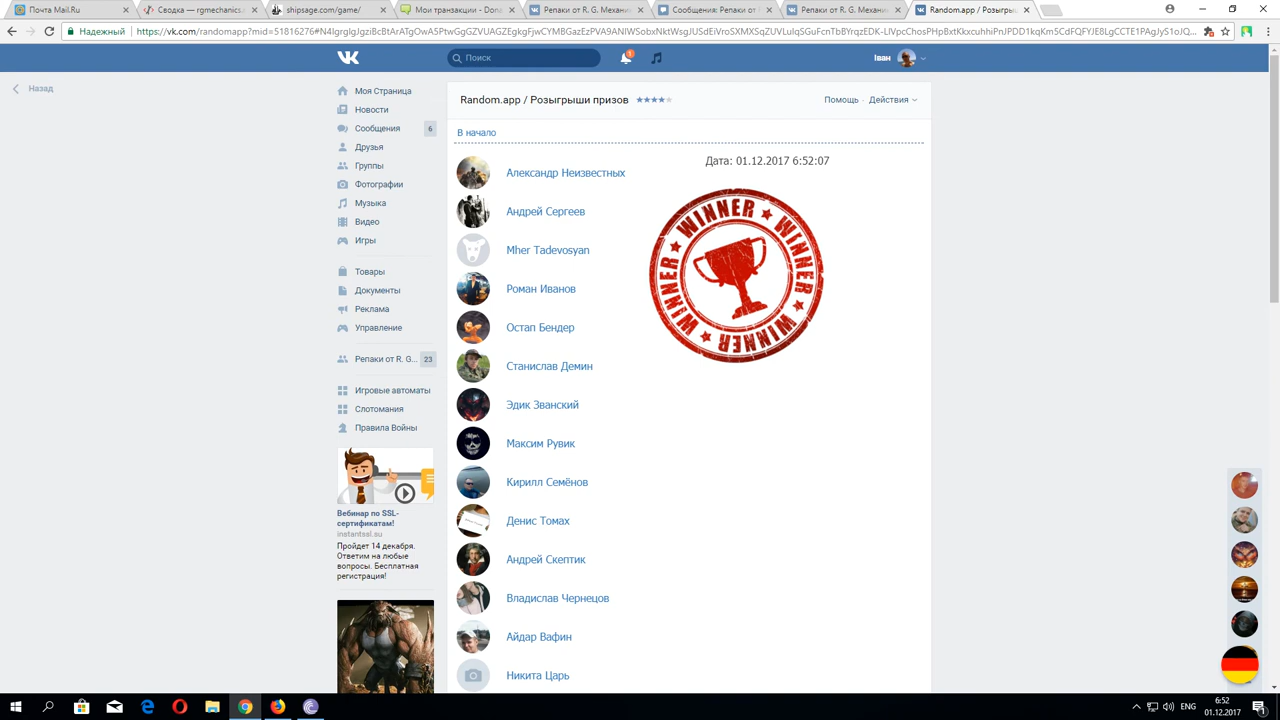 Почта Mail.Ru
Сводка — rgmechanics.
shipsage.com/game/
Мои транзакции - Dona
Репаки от R. G. Механи
Сообщения: Репаки от
Репаки от R. G. Механи
Random.app / Розыгрыш
Надежный
Поиск
1
Iван
Назад
Моя Страница
Новости
Сообщения 6
Друзья
Группы
Фотографии
Музыка
Видео
Игры
Товары
Документы
Реклама
Управление
Репаки от R. G... 23
Игровые автоматы
Слотомания
Правила Войны
Вебинар по SSL-
сертификатам!
instantssl.su
Пройдет 14 декабря.
Ответим на любые
вопросы. Бесплатная
регистрация!
Random.app / Розыгрыши призов
Помощь · Действия
В начало
Александр Неизвестных
Андрей Сергеев
Mher Tadevosyan
Роман Иванов
Остап Бендер
Станислав Демин
Эдик Званский
Максим Рувик
Кирилл Семёнов
Денис Томах
Андрей Скептик
Владислав Чернецов
Айдар Вафин
Никита Царь
Дата: 01.12.2017 6:52:07
WINNER WINNER WINNER WINNER
ENG
6:52
01.12.2017
1